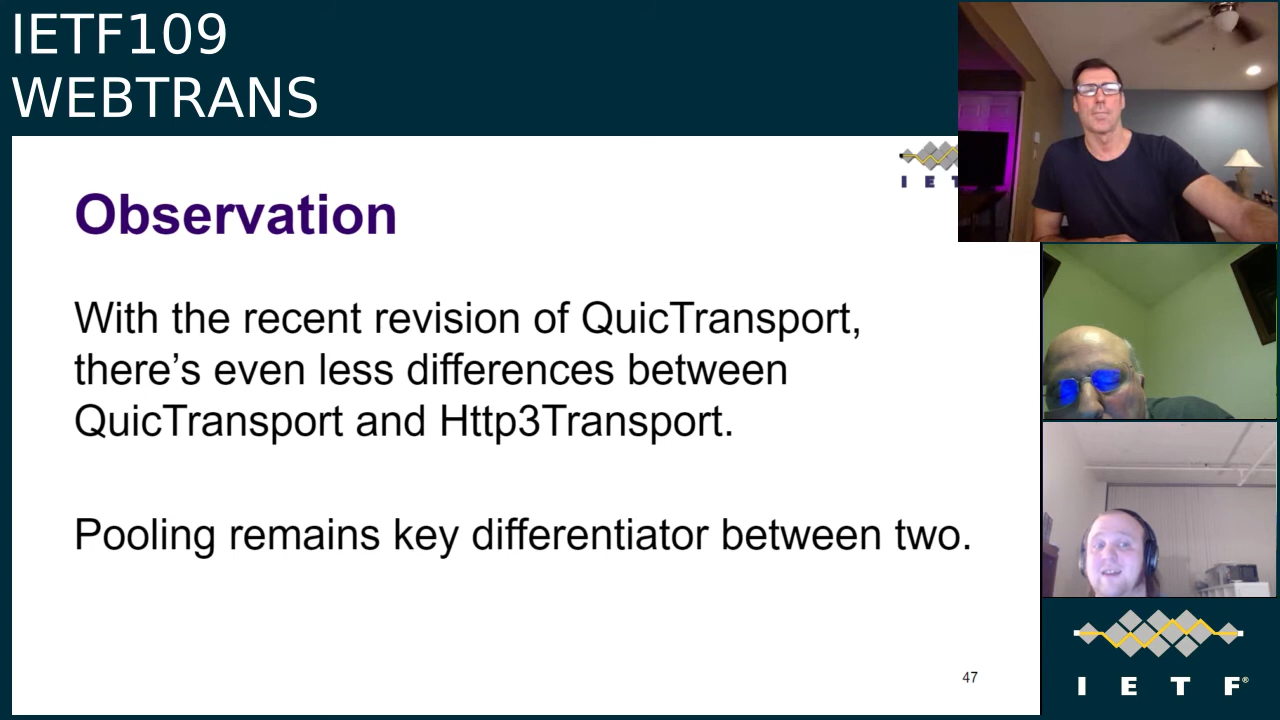 IETF109
WEBTRANS
I E T
Observation
With the recent revision of QuicTransport,
there’s even less differences between
QuicTransport and Http3Transport.
Pooling remains key differentiator between two.
47
I E T F®